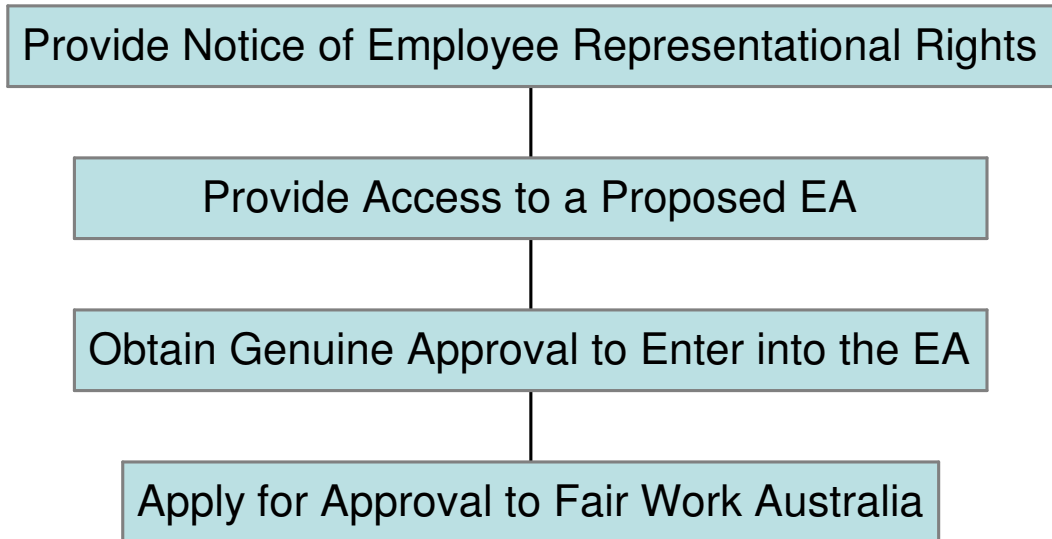 Provide Notice of Employee Representational Rights
Provide Access to a Proposed EA
Obtain Genuine Approval to Enter into the EA
Apply for Approval to Fair Work Australia